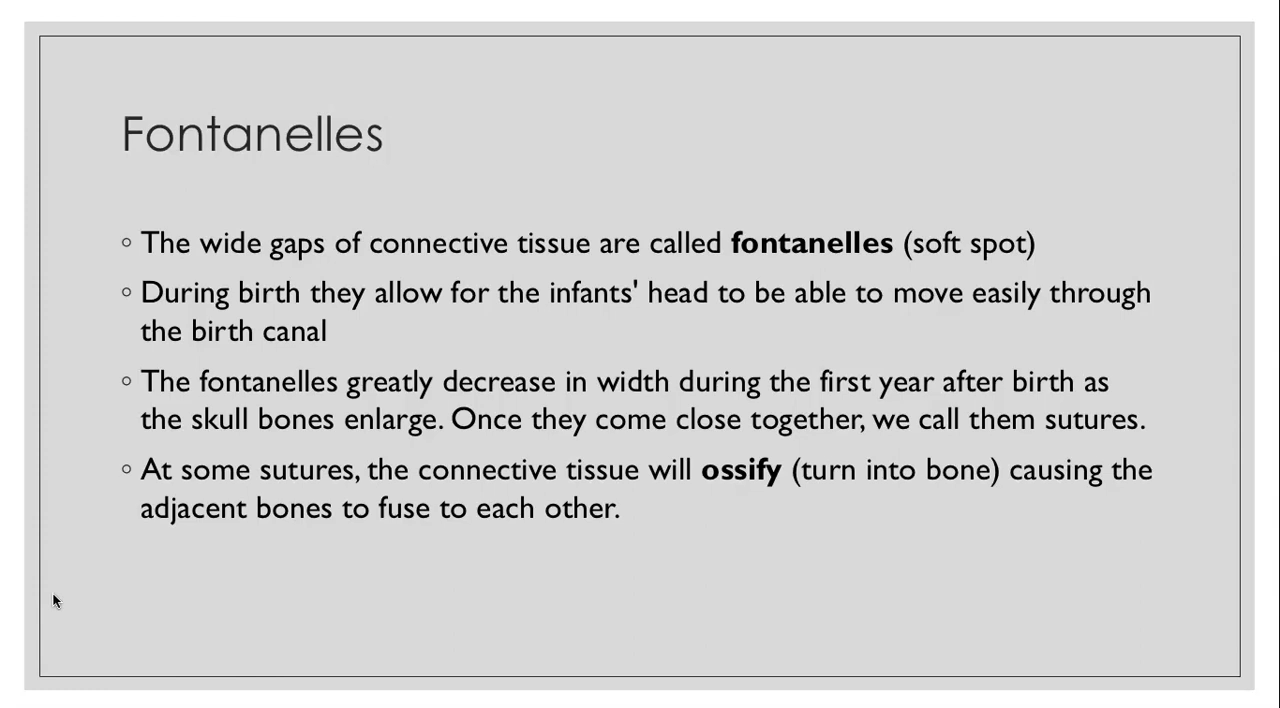 Fontanelles
◦ The wide gaps of connective tissue are called fontanelles (soft spot)
◦ During birth they allow for the infants' head to be able to move easily through
the birth canal
◦ The fontanelles greatly decrease in width during the first year after birth as
the skull bones enlarge. Once they come close together, we call them sutures.
◦ At some sutures, the connective tissue will ossify (turn into bone) causing the
adjacent bones to fuse to each other.